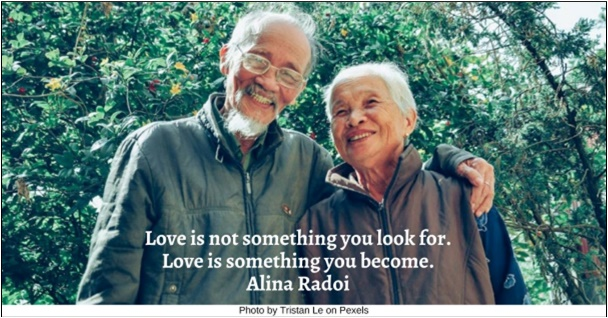 Love is not something you look for.
Love is something you become.
Alina Radoi
Photo by Tristan Le on Pexels